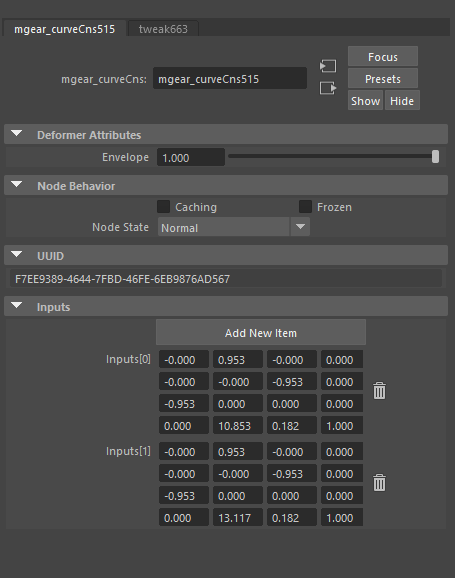 mgear_curveCns515 tweak663
Focus
mgear_curveCns: mgear_curveCns515
Presets
Show Hide
Deformer Attributes
Envelope 1.000
Node Behavior
Caching Frozen
Node State Normal
UUID
F7EE9389-4644-7FBD-46FE-6EB9876AD567
Inputs
Add New Item
Inputs[0] -0.000 0.953 -0.000 0.000
-0.000 -0.000 -0.953 0.000
-0.953 0.000 0.000 0.000
0.000 10.853 0.182 1.000
Inputs[1] -0.000 0.953 -0.000 0.000
-0.000 -0.000 -0.953 0.000
-0.953 0.000 0.000 0.000
0.000 13.117 0.182 1.000